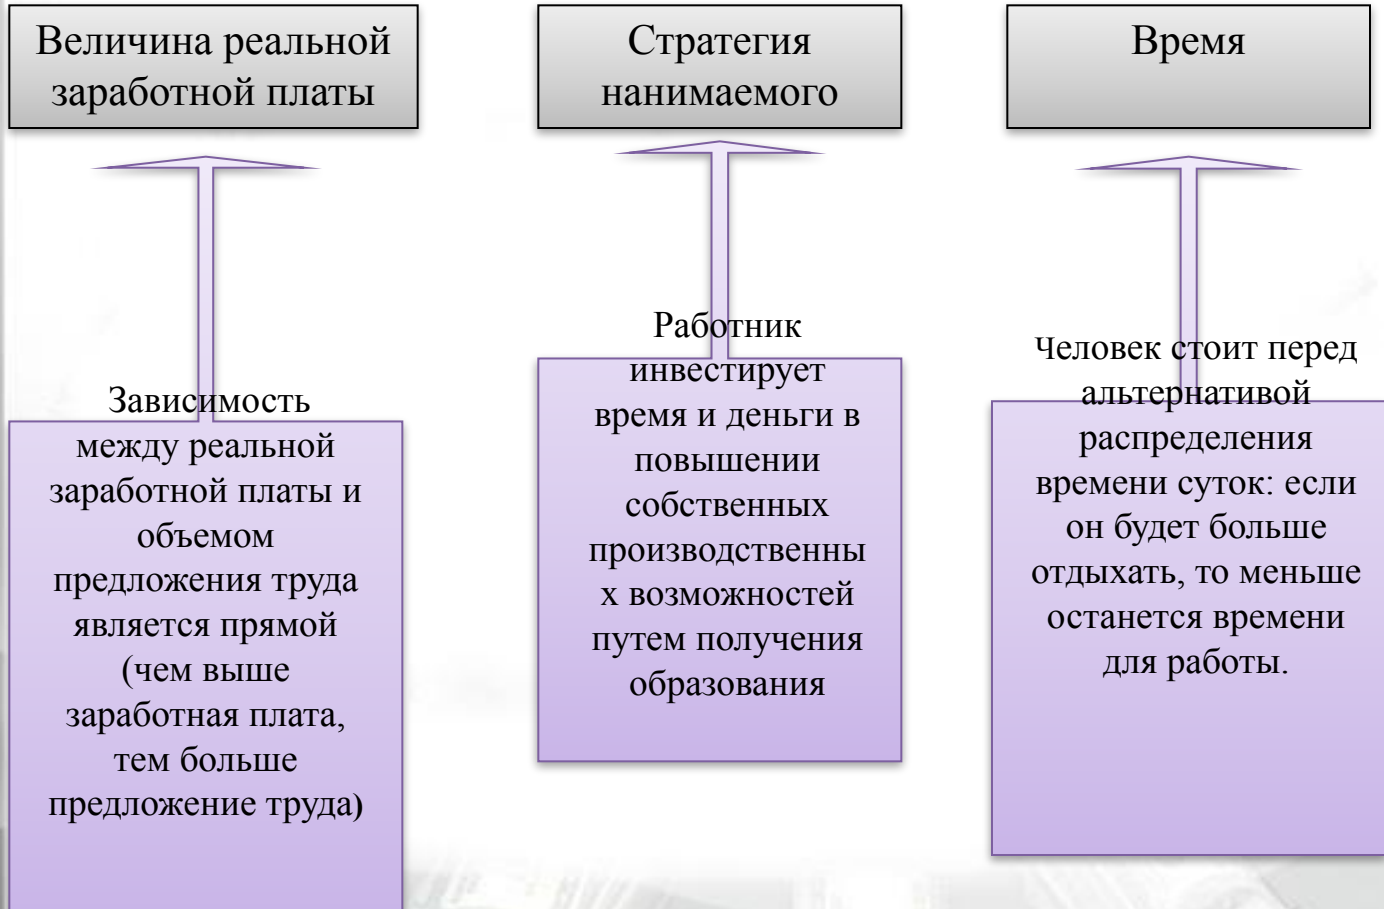 Величина реальной
заработной платы
Стратегия
нанимаемого
Время
Зависимость
между реальной
заработной платы и
объемом
предложения труда
является прямой
(чем выше
заработная плата,
тем больше
предложение труда)
Работник
инвестирует
время и деньги в
повышении
собственных
производственны
х возможностей
путем получения
образования
Человек стоит перед
альтернативой
распределения
времени суток: если
он будет больше
отдыхать, то меньше
останется времени
для работы.